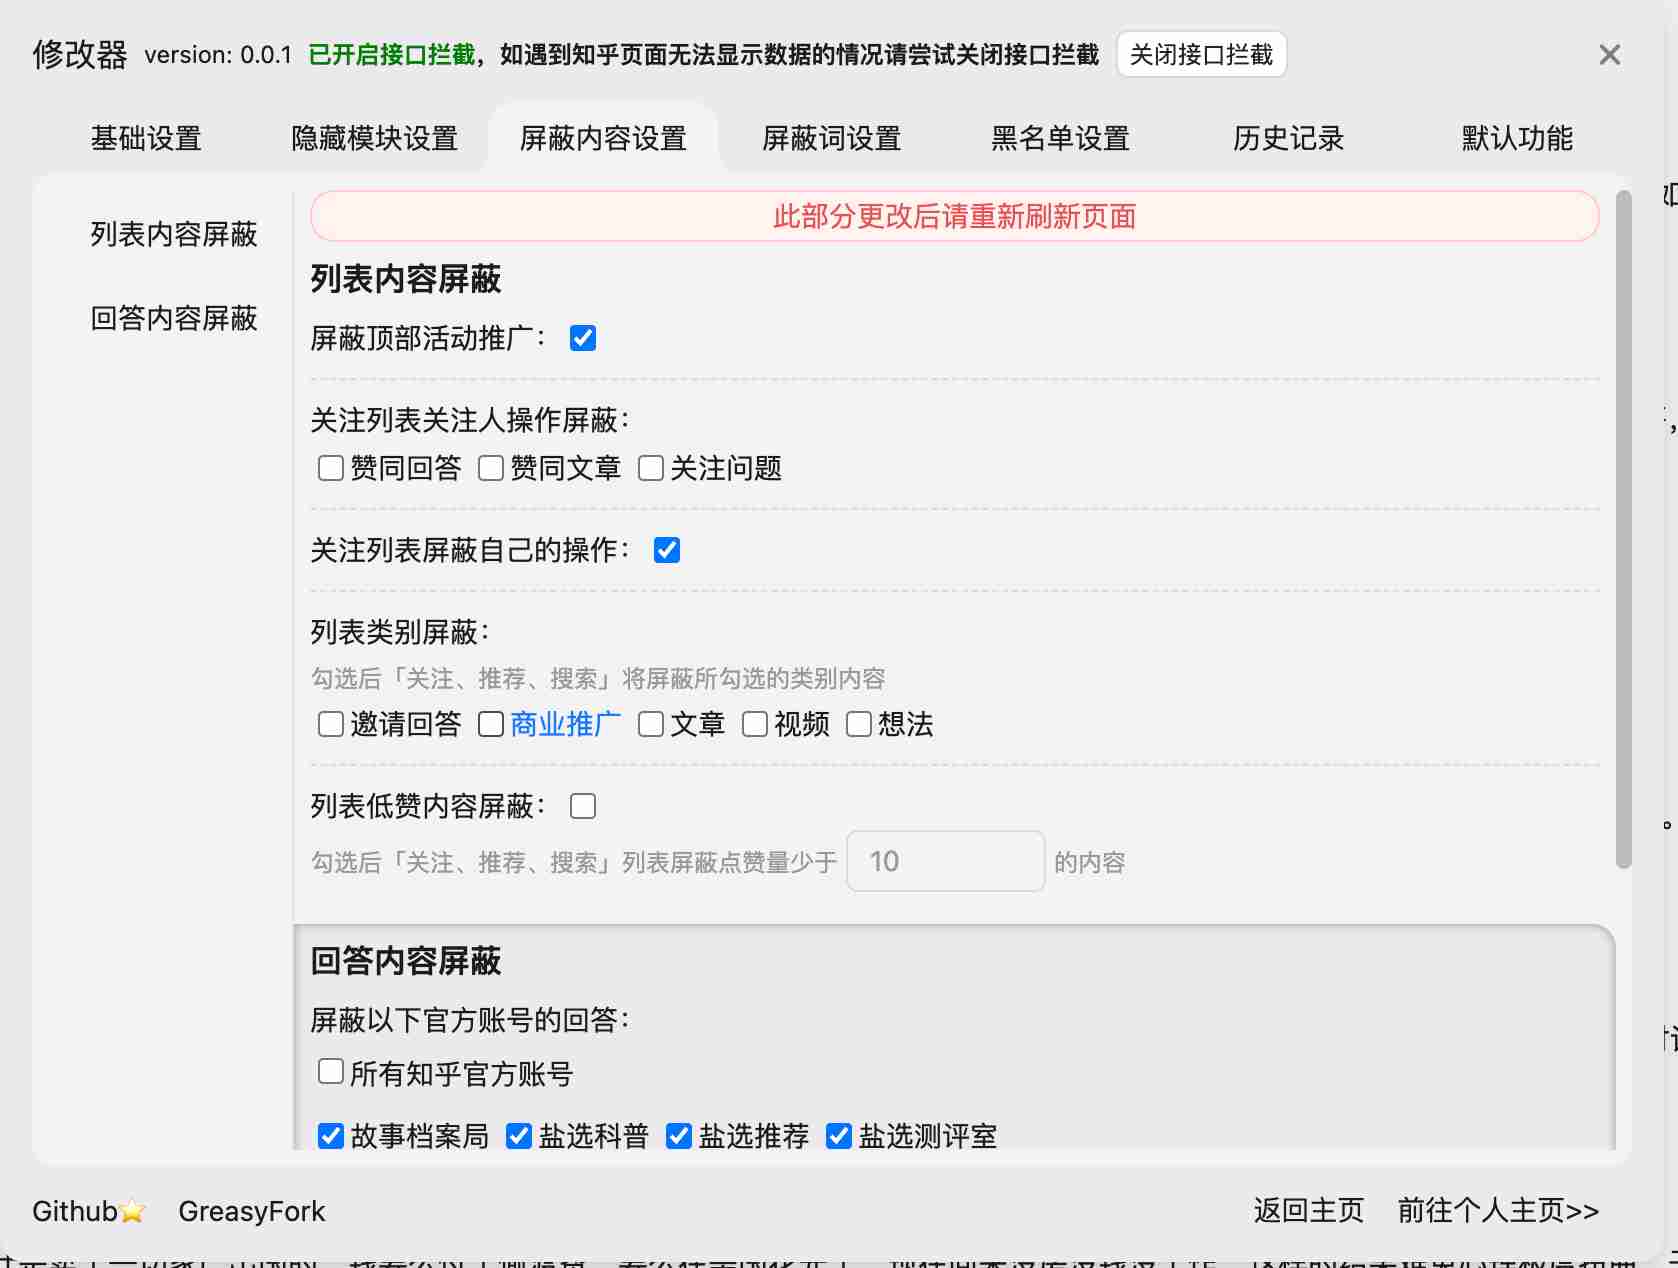 修改器 version: 0.0.1 已开启接口拦截，如遇到知乎页面无法显示数据的情况请尝试关闭接口拦截 关闭接口拦截
基础设置 隐藏模块设置 屏蔽内容设置 屏蔽词设置 黑名单设置 历史记录 默认功能
列表内容屏蔽
回答内容屏蔽
此部分更改后请重新刷新页面
列表内容屏蔽
屏蔽顶部活动推广：
关注列表关注人操作屏蔽：
赞同回答 赞同文章 关注问题
关注列表屏蔽自己的操作：
列表类别屏蔽：
勾选后「关注、推荐、搜索」将屏蔽所勾选的类别内容
邀请回答 商业推广 文章 视频 想法
列表低赞内容屏蔽：
勾选后「关注、推荐、搜索」列表屏蔽点赞量少于 10 的内容
回答内容屏蔽
屏蔽以下官方账号的回答：
所有知乎官方账号
故事档案局 盐选科普 盐选推荐 盐选测评室
Github⭐ GreasyFork 返回主页 前往个人主页>>